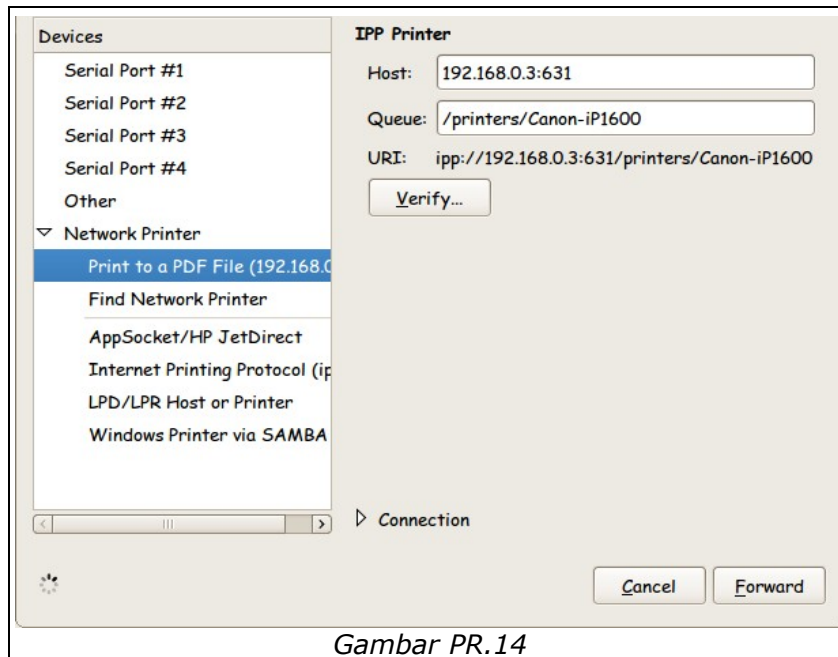 Devices
Serial Port #1
Serial Port #2
Serial Port #3
Serial Port #4
Other
Network Printer
Print to a PDF File (192.168.
Find Network Printer
AppSocket/HP JetDirect
Internet Printing Protocol (ip
LPD/LPR Host or Printer
Windows Printer via SAMBA
IPP Printer
Host: 192.168.0.3:631
Queue: /printers/Canon-iP1600
URI: ipp://192.168.0.3:631/printers/Canon-iP1600
Verify...
Connection
Cancel Forward
Gambar PR.14